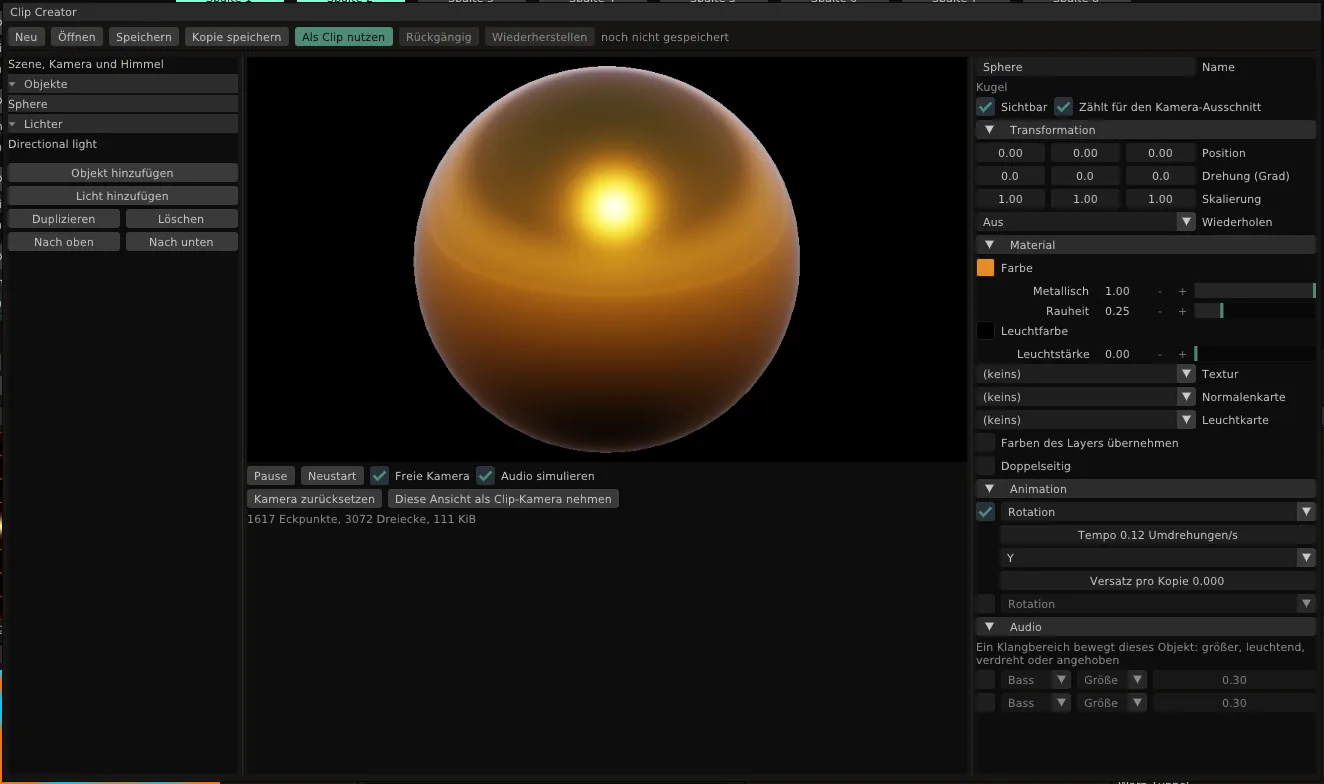 Clip Creator
Neu Öffnen Speichern Kopie speichern Als Clip nutzen Rückgängig Wiederherstellen noch nicht gespeichert
Szene, Kamera und Himmel
Objekte
Sphere
Lichter
Directional light
Objekt hinzufügen
Licht hinzufügen
Duplizieren Löschen
Nach oben Nach unten
Pause Neustart Freie Kamera Audio simulieren
Kamera zurücksetzen Diese Ansicht als Clip-Kamera nehmen
1617 Eckpunkte, 3072 Dreiecke, 111 KiB
Sphere Name
Kugel
Sichtbar Zählt für den Kamera-Ausschnitt
Transformation
0.00 0.00 0.00 Position
0.0 0.0 0.0 Drehung (Grad)
1.00 1.00 1.00 Skalierung
Aus Wiederholen
Material
Farbe
Metallisch 1.00 - +
Rauheit 0.25 - +
Leuchtfarbe
Leuchtstärke 0.00 - +
(keins) Textur
(keins) Normalenkarte
(keins) Leuchtkarte
Farben des Layers übernehmen
Doppelseitig
Animation
Rotation
Tempo 0.12 Umdrehungen/s
Y
Versatz pro Kopie 0.000
Rotation
Audio
Ein Klangbereich bewegt dieses Objekt: größer, leuchtend,
verdreht oder angehoben
Bass Größe 0.30
Bass Größe 0.30